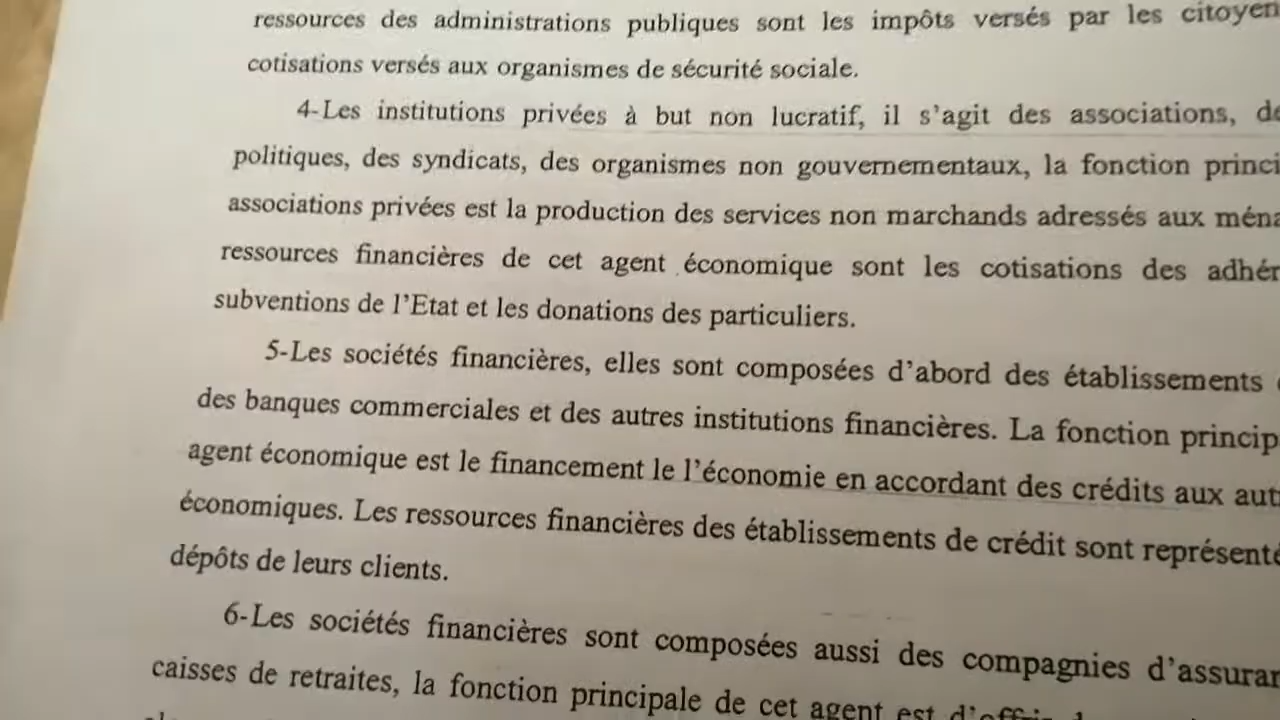 ressources des administrations publiques sont les impôts versés par les
cotisations versés aux organismes de sécurité sociale.
4-Les institutions privées à but non lucratif, il s'agit des associations,
politiques, des syndicats, des organismes non gouvernementaux, la fonction
associations privées est la production des services non marchands adressés aux
ressources financières de cet agent économique sont les cotisations des
subventions de l'Etat et les donations des particuliers.
5-Les sociétés financières, elles sont composées d'abord des établissements
des banques commerciales et des autres institutions financières. La fonction
agent économique est le financement le l'économie en accordant des crédits aux
économiques. Les ressources financières des établissements de crédit sont
dépôts de leurs clients.
6-Les sociétés financières sont composées aussi des compagnies
caisses de retraites, la fonction principale de cet agent est